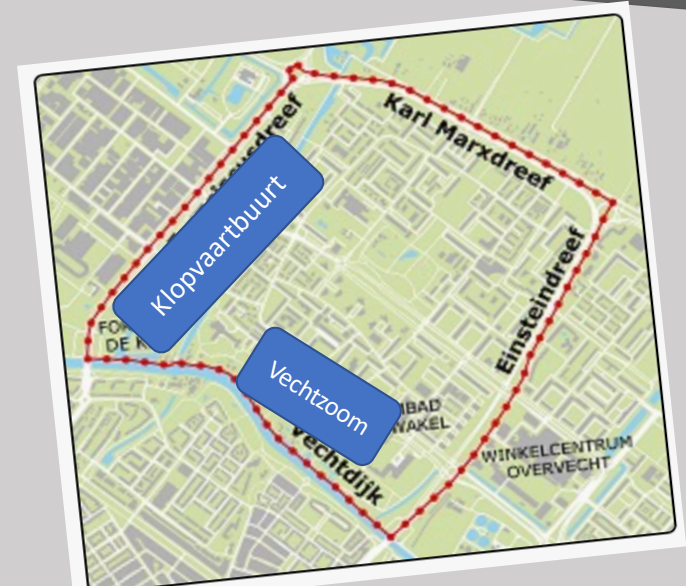 Karl Marxdreef
Klopvaartbuurt
Einsteindreef
Vechtzoom
Vechtdijk
WINKELCENTRUM
OVERVECHT